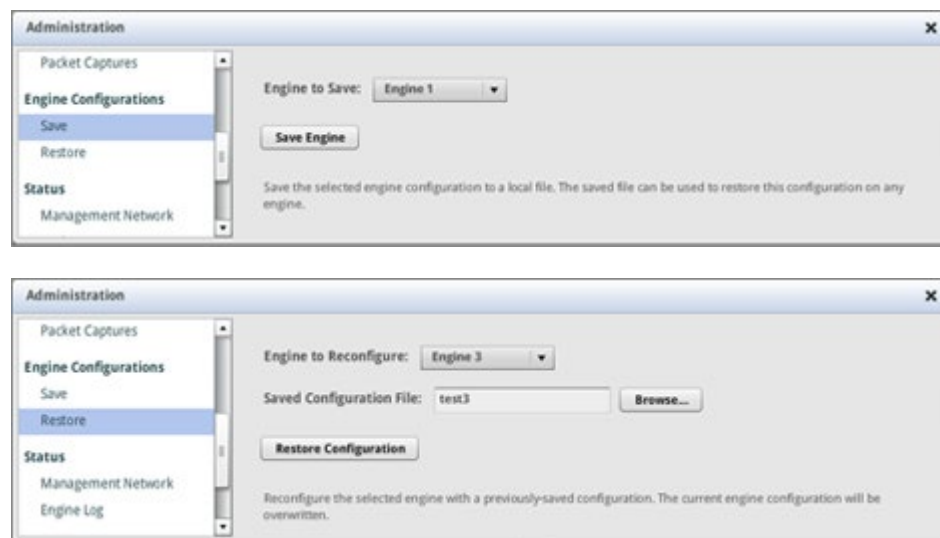 Administration
Packet Captures
Engine Configurations
Save
Restore
Status
Management Network
Engine to Save: Engine 1
Save Engine
Save the selected engine configuration to a local file. The saved file can be used to restore this configuration on any
engine.
Administration
Packet Captures
Engine Configurations
Save
Restore
Status
Management Network
Engine Log
Engine to Reconfigure: Engine 3
Saved Configuration File: test3 Browse...
Restore Configuration
Reconfigure the selected engine with a previously-saved configuration. The current engine configuration will be
overwritten.